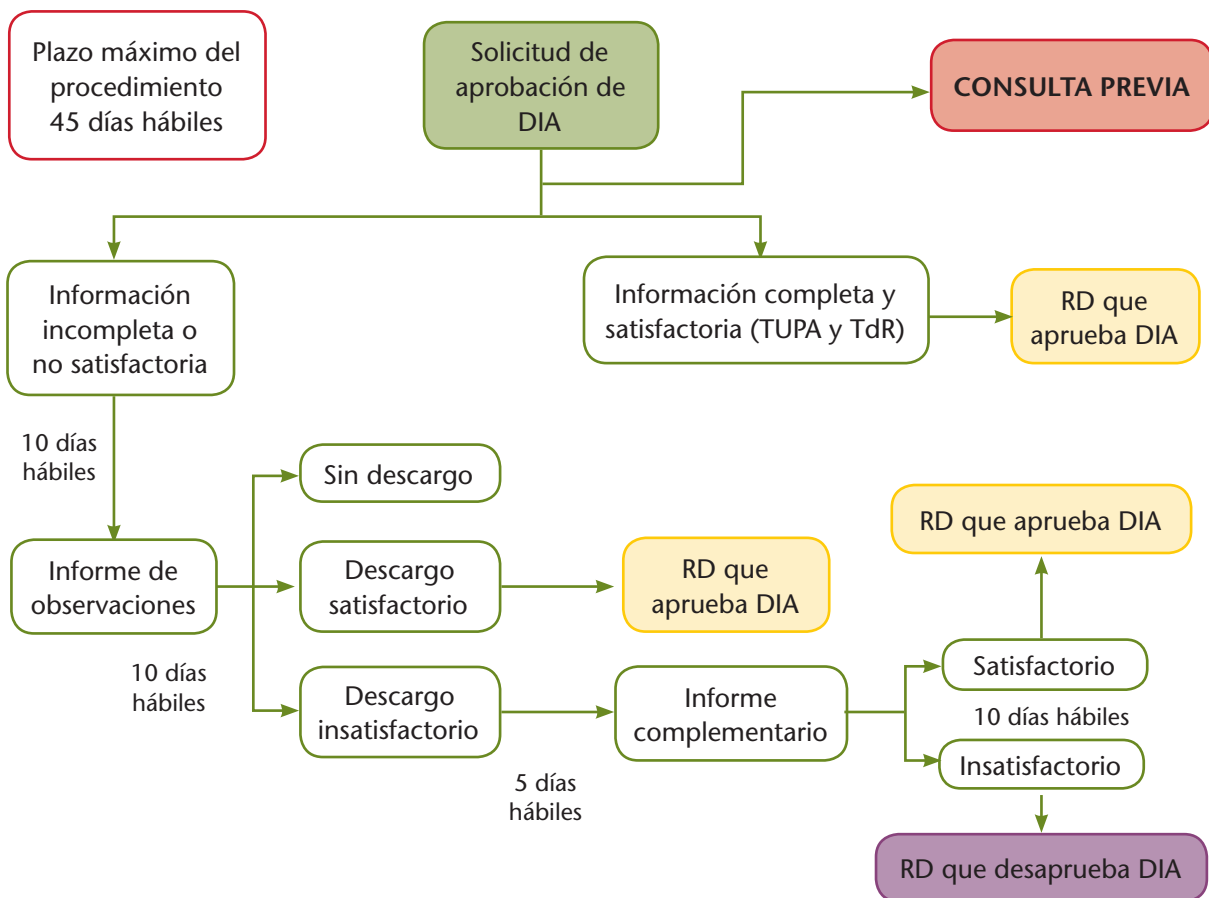 Plazo máximo del
procedimiento
45 días hábiles
Solicitud de
aprobación de
DIA
CONSULTA PREVIA
Información
incompleta o
no satisfactoria
Información completa y
satisfactoria (TUPA y TdR)
RD que
aprueba DIA
10 días
hábiles
Sin descargo
RD que aprueba DIA
Informe de
observaciones
Descargo
satisfactorio
RD que
aprueba DIA
10 días
hábiles
Descargo
insatisfactorio
Informe
complementario
Satisfactorio
10 días hábiles
Insatisfactorio
5 días
hábiles
RD que desaprueba DIA